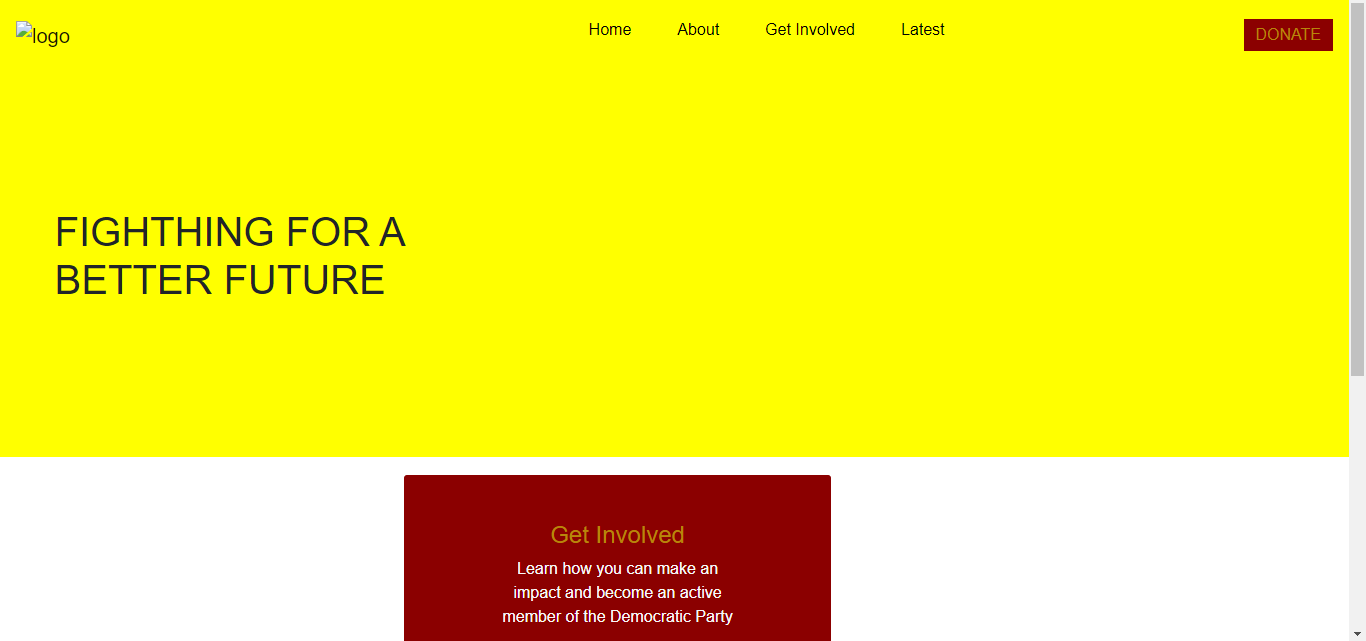 logo
Home About Get Involved Latest
DONATE
FIGHTHING FOR A
BETTER FUTURE
Get Involved
Learn how you can make an
impact and become an active
member of the Democratic Party